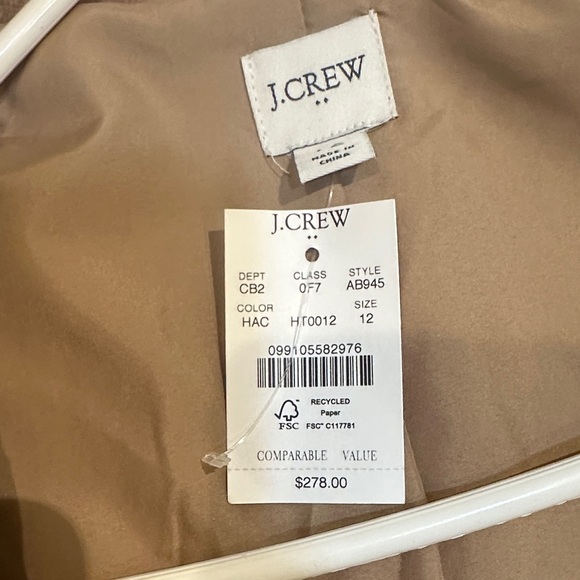 J.CREW
MADE IN
CHINA
J.CREW
DEPT CLASS STYLE
CB2 0F7 AB945
COLOR SIZE
HAC HT0012 12
099105582976
RECYCLED
Paper
FSC FSC™ C117781
COMPARABLE VALUE
$278.00